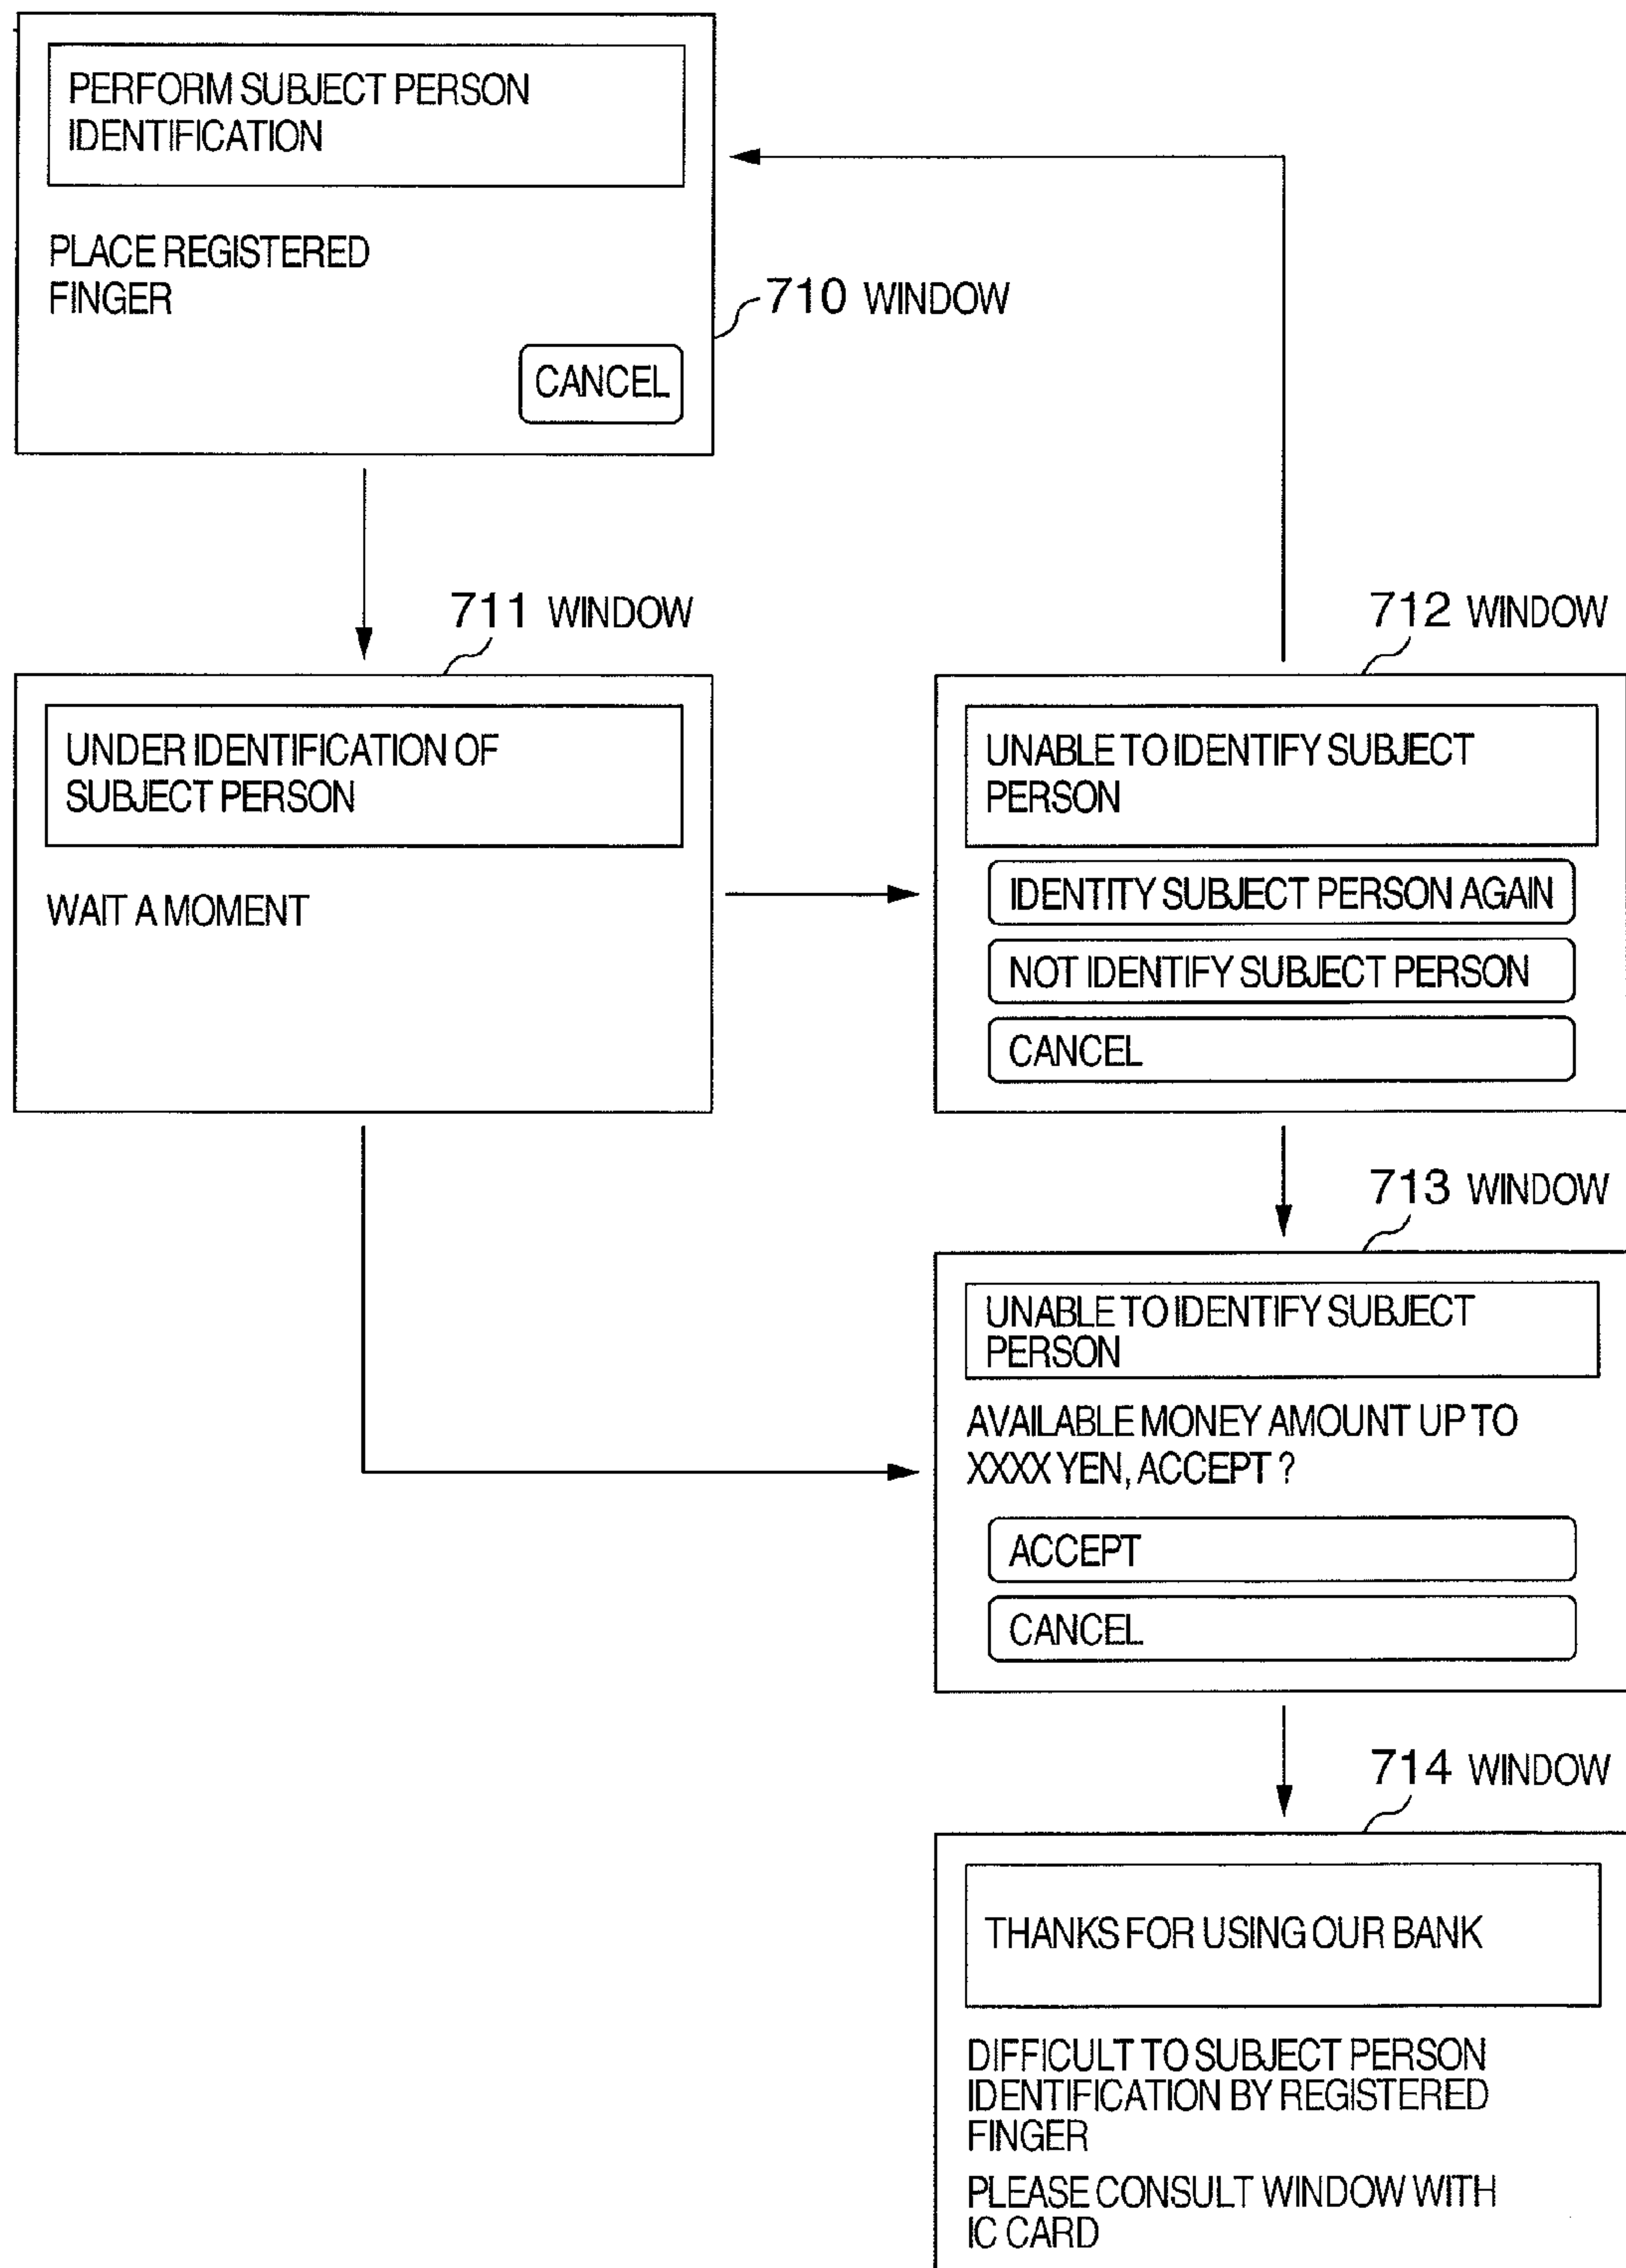 PERFORM SUBJECT PERSON
IDENTIFICATION
PLACE REGISTERED
FINGER
CANCEL
710 WINDOW
711 WINDOW
UNDER IDENTIFICATION OF
SUBJECT PERSON
WAIT A MOMENT
712 WINDOW
UNABLE TO IDENTIFY SUBJECT
PERSON
IDENTITY SUBJECT PERSON AGAIN
NOT IDENTIFY SUBJECT PERSON
CANCEL
713 WINDOW
UNABLE TO IDENTIFY SUBJECT
PERSON
AVAILABLE MONEY AMOUNT UP TO
XXXX YEN, ACCEPT ?
ACCEPT
CANCEL
714 WINDOW
THANKS FOR USING OUR BANK
DIFFICULT TO SUBJECT PERSON
IDENTIFICATION BY REGISTERED
FINGER
PLEASE CONSULT WINDOW WITH
IC CARD